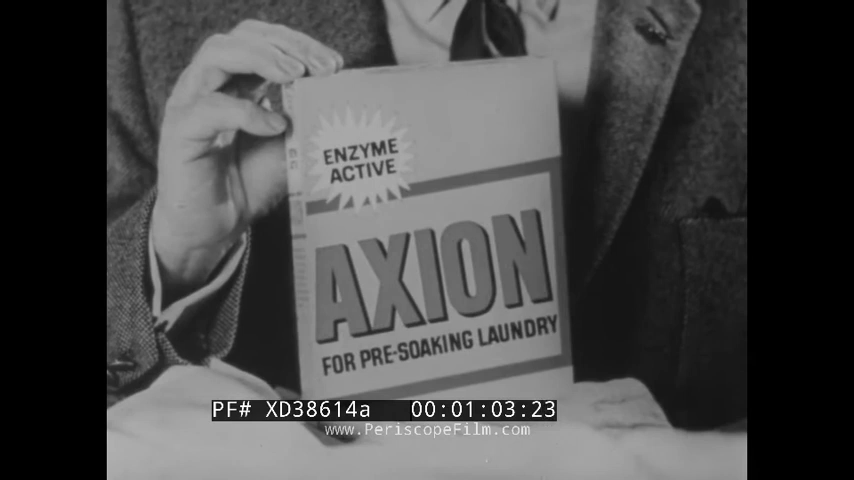 ENZYME
ACTIVE
AXION
FOR PRE-SOAKING LAUNDRY
PF# XD38614a 00:01:03:23
www.PeriscopeFilm.com